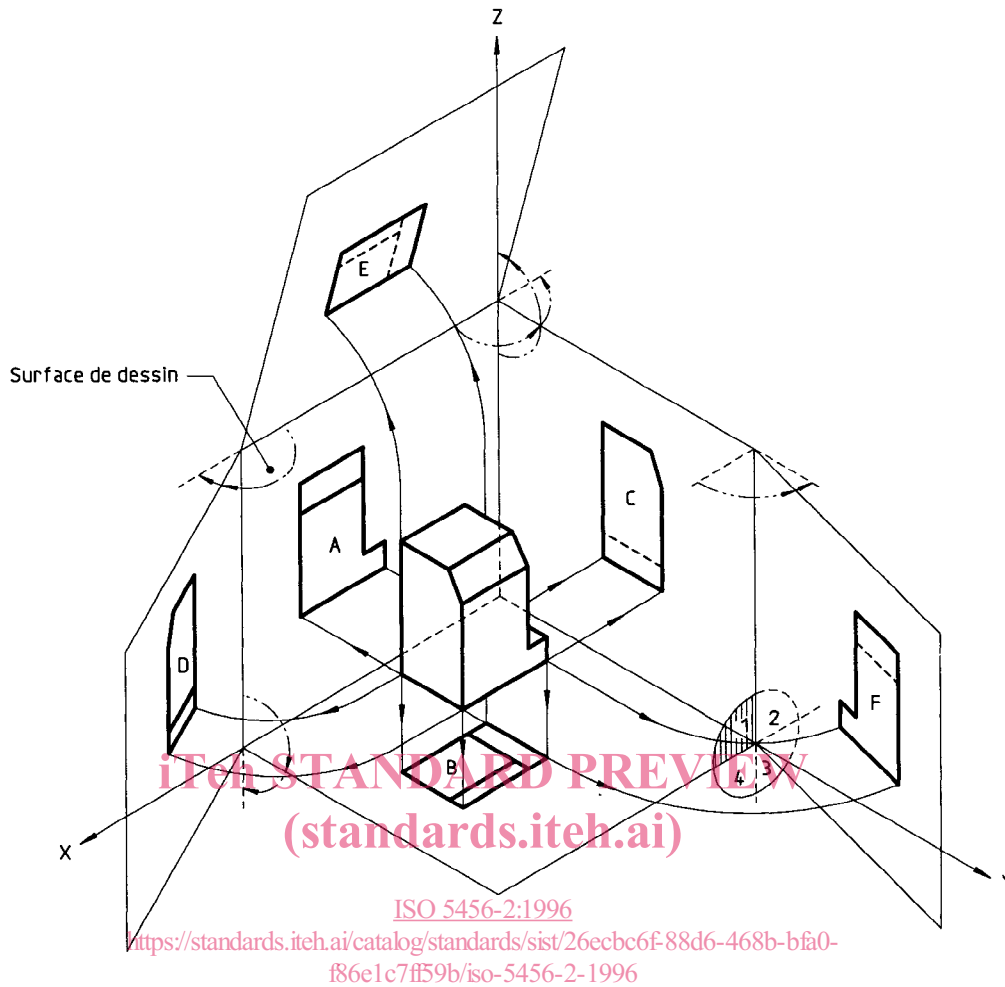 Z
E
Surface de dessin
A
C
D
F
1 2
B
4 3
iTeh STANDARD PREVIEW
X
(standards.iteh.ai)
ISO 5456-2:1996
https://standards.iteh.ai/catalog/standards/sist/26ecbc6f-88d6-468b-bfa0-
f86e1c7ff59b/iso-5456-2-1996